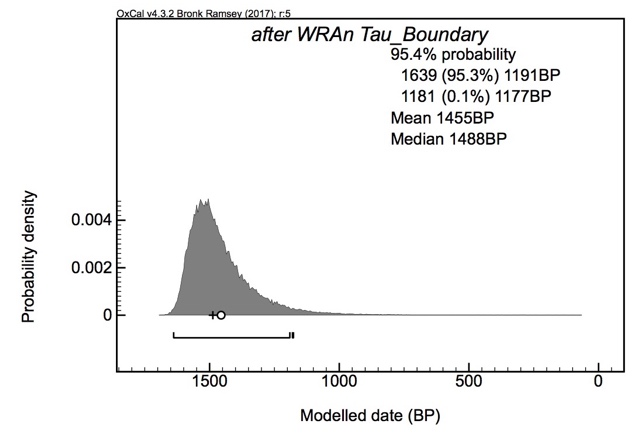 OxCal v4.3.2 Bronk Ramsey (2017); r:5
after WRAn Tau_Boundary
95.4% probability
1639 (95.3%) 1191BP
1181 (0.1%) 1177BP
Mean 1455BP
Median 1488BP
Probability density
0.004
0.002
0
1500 1000 500 0
Modelled date (BP)